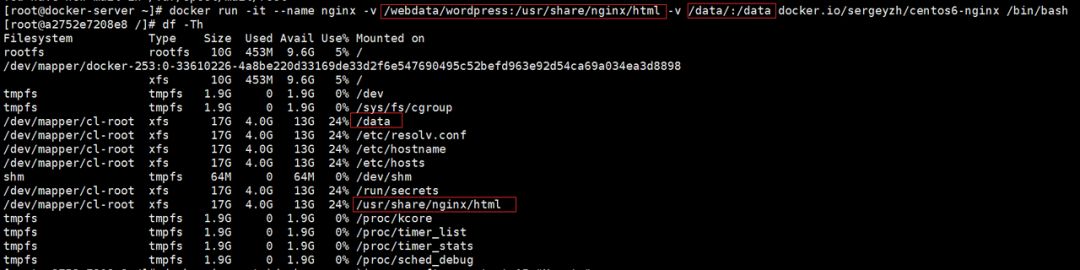 [root@docker-server ~]# docker run -it --name nginx -v /webdata/wordpress:/usr/share/nginx/html -v /data/:/data docker.io/sergeyzh/centos6-nginx /bin/bash
[root@a2752e7208e8 /]# df -Th
Filesystem Type Size Used Avail Use% Mounted on
rootfs rootfs 10G 453M 9.6G 5% /
/dev/mapper/docker-253:0-33610226-4a8be220d33169de33d2f6e547690495c52befd963e92d54ca69a034ea3d8898
xfs 10G 453M 9.6G 5% /
tmpfs tmpfs 1.9G 0 1.9G 0% /dev
tmpfs tmpfs 1.9G 0 1.9G 0% /sys/fs/cgroup
/dev/mapper/cl-root xfs 17G 4.0G 13G 24% /data
/dev/mapper/cl-root xfs 17G 4.0G 13G 24% /etc/resolv.conf
/dev/mapper/cl-root xfs 17G 4.0G 13G 24% /etc/hostname
/dev/mapper/cl-root xfs 17G 4.0G 13G 24% /etc/hosts
shm tmpfs 64M 0 64M 0% /dev/shm
/dev/mapper/cl-root xfs 17G 4.0G 13G 24% /run/secrets
/dev/mapper/cl-root xfs 17G 4.0G 13G 24% /usr/share/nginx/html
tmpfs tmpfs 1.9G 0 1.9G 0% /proc/kcore
tmpfs tmpfs 1.9G 0 1.9G 0% /proc/timer_list
tmpfs tmpfs 1.9G 0 1.9G 0% /proc/timer_stats
tmpfs tmpfs 1.9G 0 1.9G 0% /proc/sched_debug